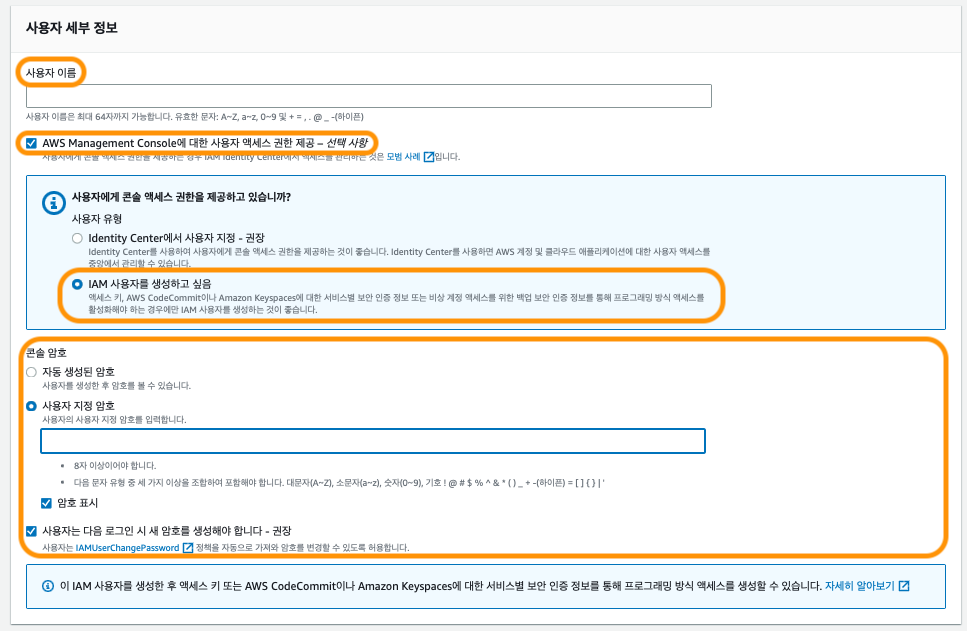 사용자 세부 정보
사용자 이름
사용자 이름은 최대 64자까지 가능합니다. 유효한 문자: A~Z, a~z, 0~9 및 + = , . @ _ -(하이픈)
AWS Management Console에 대한 사용자 액세스 권한 제공 – 선택 사항
사용자에게 콘솔 액세스 권한을 제공하는 경우 IAM Identity Center에서 액세스를 관리하는 것은 모범 사례 입니다.
사용자에게 콘솔 액세스 권한을 제공하고 있습니까?
사용자 유형
Identity Center에서 사용자 지정 - 권장
Identity Center를 사용하여 사용자에게 콘솔 액세스 권한을 제공하는 것이 좋습니다. Identity Center를 사용하면 AWS 계정 및 클라우드 애플리케이션에 대한 사용자 액세스를
중앙에서 관리할 수 있습니다.
IAM 사용자를 생성하고 싶음
액세스 키, AWS CodeCommit이나 Amazon Keyspaces에 대한 서비스별 보안 인증 정보 또는 비상 계정 액세스를 위한 백업 보안 인증 정보를 통해 프로그래밍 방식 액세스를
활성화해야 하는 경우에만 IAM 사용자를 생성하는 것이 좋습니다.
콘솔 암호
자동 생성된 암호
사용자를 생성한 후 암호를 볼 수 있습니다.
사용자 지정 암호
사용자의 사용자 지정 암호를 입력합니다.
• 8자 이상이어야 합니다.
• 다음 문자 유형 중 세 가지 이상을 조합하여 포함해야 합니다. 대문자(A~Z), 소문자(a~z), 숫자(0~9), 기호 ! @ # $ % ^ & * ( ) _ + -(하이픈) = [ ] { } | '
암호 표시
사용자는 다음 로그인 시 새 암호를 생성해야 합니다 - 권장
사용자는 IAMUserChangePassword 정책을 자동으로 가져와 암호를 변경할 수 있도록 허용합니다.
이 IAM 사용자를 생성한 후 액세스 키 또는 AWS CodeCommit이나 Amazon Keyspaces에 대한 서비스별 보안 인증 정보를 통해 프로그래밍 방식 액세스를 생성할 수 있습니다. 자세히 알아보기